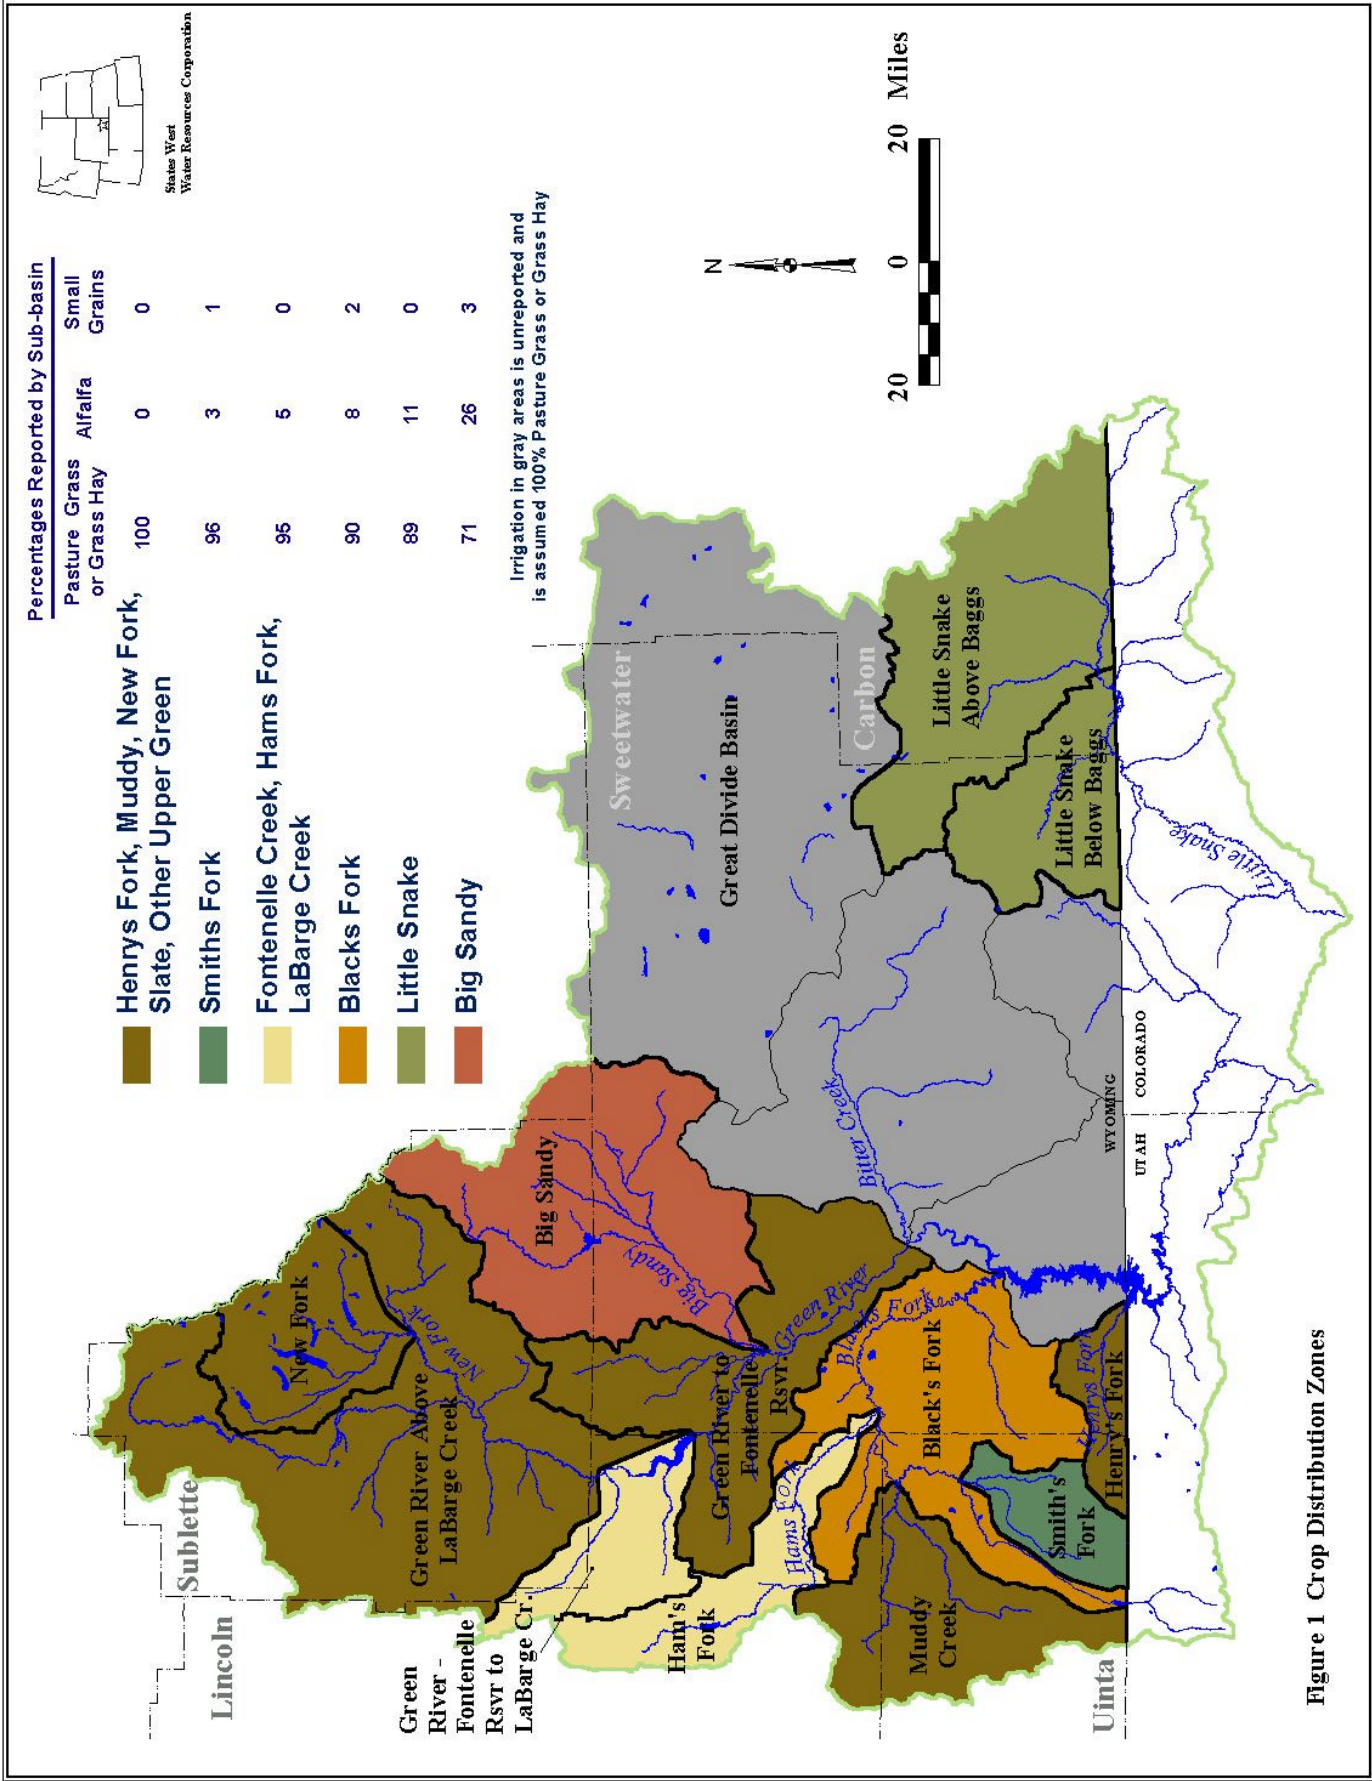 Percentages Reported by Sub-basin
Pasture Grass
or Grass Hay
Alfalfa
Small
Grains
Henrys Fork, Muddy, New Fork,
Slate, Other Upper Green
100 0 0
Smiths Fork 96 3 1
Fontenelle Creek, Hams Fork,
LaBarge Creek
95 5 0
Blacks Fork 90 8 2
Little Snake 89 11 0
Big Sandy 71 26 3
Irrigation in gray areas is unreported and
is assumed 100% Pasture Grass or Grass Hay
States West
Water Resources Corporation
N
20 0 20 Miles
Lincoln
Sublette
New Fork
New Fork
Green River Above
LaBarge Creek
Green
River -
Fontenelle
Rsvr to
LaBarge Cr.
Big Sandy
Big Sandy
Sweetwater
Great Divide Basin
Carbon
Ham's
Fork
Hams Fork
Green River to
Fontenelle
Rsvr.
Green River
Blacks Fork
Black's Fork
Bitter Creek
Little Snake
Above Baggs
Little Snake
Below Baggs
Muddy
Creek
Smith's
Fork
Henrys Fork
Henry's Fork
Uinta
WYOMING
UTAH
COLORADO
Little Snake
Figure 1 Crop Distribution Zones